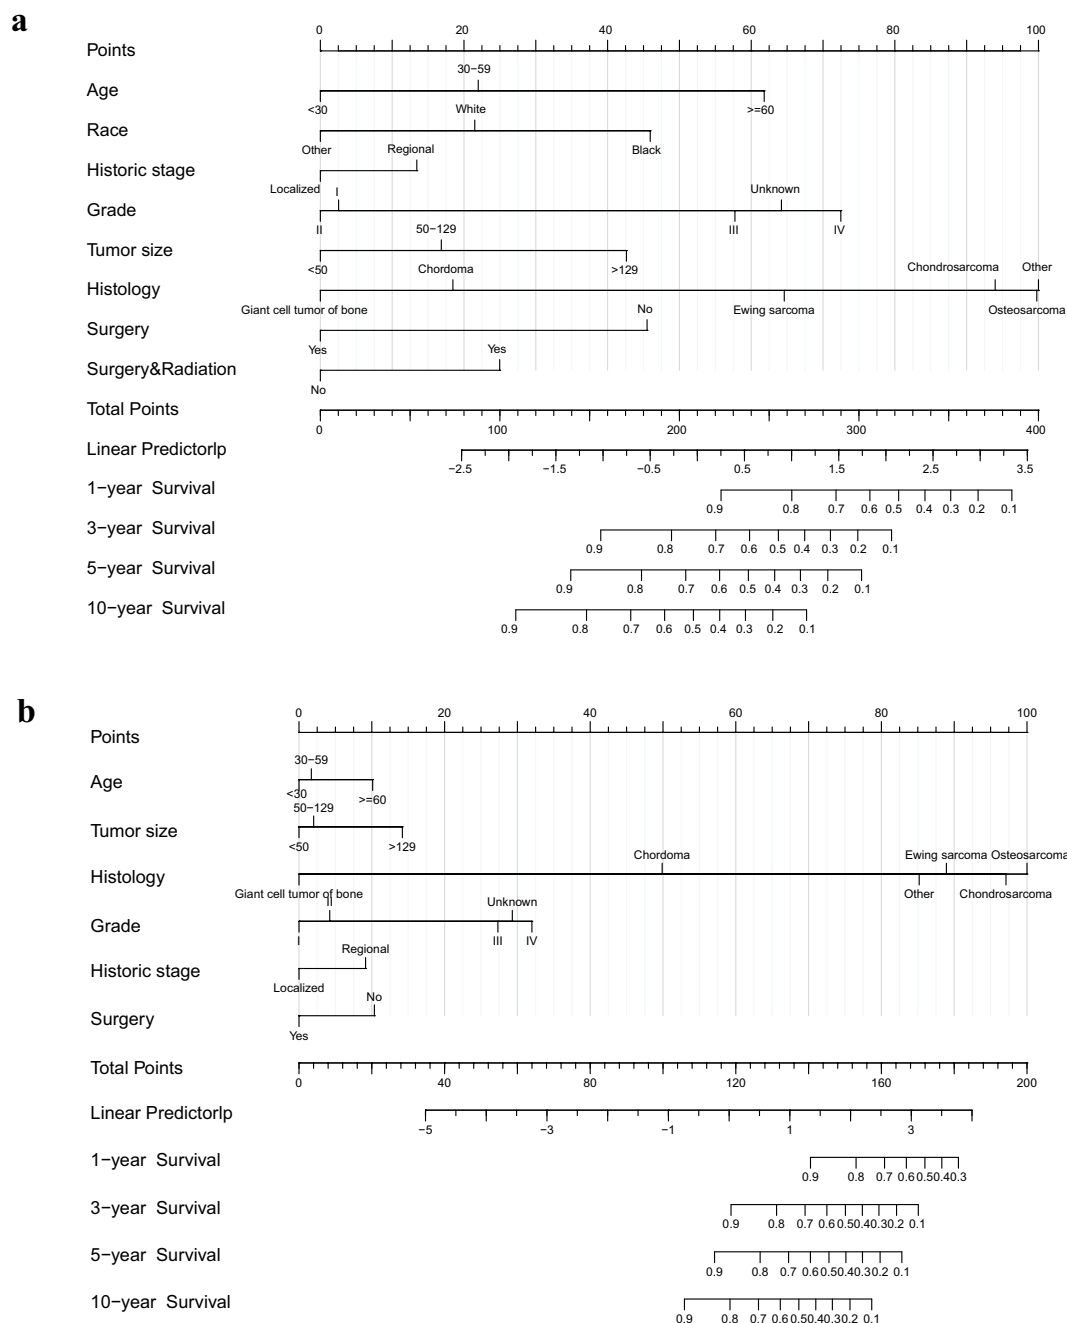 a
0 20 40 60 80 100
Points
30−59
Age
<30 >=60
White
Race
Other Regional Black
Historic stage
Localized I Unknown
Grade
II 50−129 III IV
Tumor size
<50 Chordoma >129 Chondrosarcoma Other
Histology
Giant cell tumor of bone No Ewing sarcoma Osteosarcoma
Surgery
Yes Yes
Surgery&Radiation
No
Total Points
0 100 200 300 400
Linear Predictorlp
−2.5 −1.5 −0.5 0.5 1.5 2.5 3.5
1−year Survival
0.9 0.8 0.7 0.6 0.5 0.4 0.3 0.2 0.1
3−year Survival
0.9 0.8 0.7 0.6 0.5 0.4 0.3 0.2 0.1
5−year Survival
0.9 0.8 0.7 0.6 0.5 0.4 0.3 0.2 0.1
10−year Survival
0.9 0.8 0.7 0.6 0.5 0.4 0.3 0.2 0.1
b
0 20 40 60 80 100
Points
30−59
Age
<30 >=60
50−129
Tumor size
<50 >129
Chordoma Ewing sarcoma Osteosarcoma
Histology
Giant cell tumor of bone Other Chondrosarcoma
II Unknown
Grade
I III IV
Regional
Historic stage
Localized No
Surgery
Yes
Total Points
0 40 80 120 160 200
Linear Predictorlp
−5 −3 −1 1 3
1−year Survival
0.9 0.8 0.7 0.6 0.5 0.4 0.3
3−year Survival
0.9 0.8 0.7 0.6 0.5 0.4 0.3 0.2 0.1
5−year Survival
0.9 0.8 0.7 0.6 0.5 0.4 0.3 0.2 0.1
10−year Survival
0.9 0.8 0.7 0.6 0.5 0.4 0.3 0.2 0.1